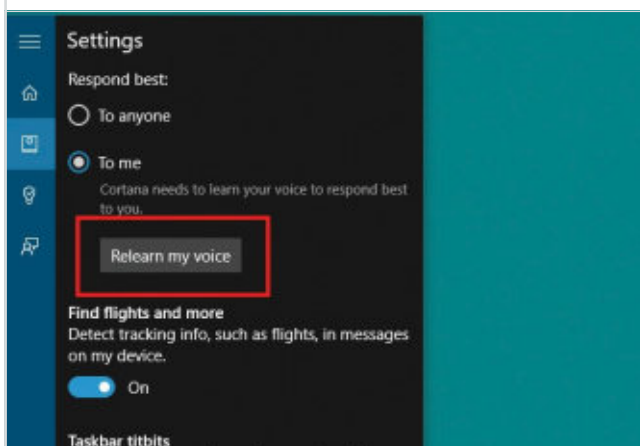 Settings
Respond best:
To anyone
To me
Cortana needs to learn your voice to respond best
to you.
Relearn my voice
Find flights and more
Detect tracking info, such as flights, in messages
on my device.
On
Taskbar titbits